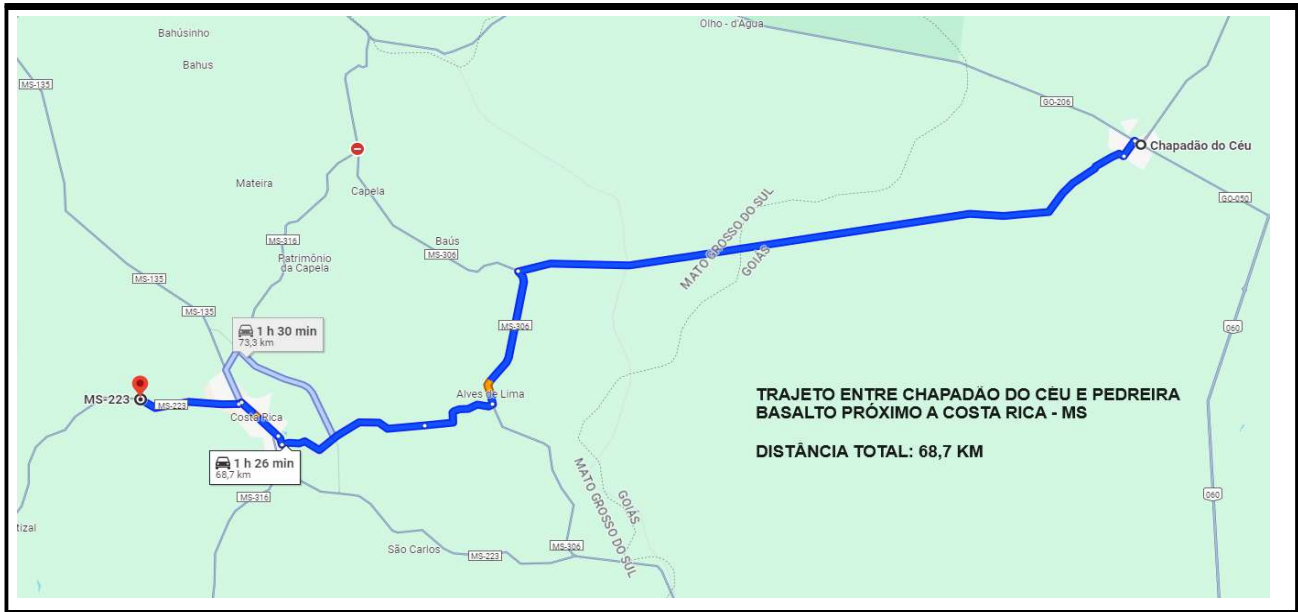 Olho - d'Água
Bahúsinho
Bahus
MS-135
GO-206
Chapadão do Céu
Mateira
Capela
GO-050
MATO GROSSO DO SUL
GOIÁS
MS-316
Baús
MS-306
Patrimônio
da Capela
MS-135
MS-135
MS-306
060
1 h 30 min
73,3 km
Alves de Lima
MS-223
MS-223
Costa Rica
TRAJETO ENTRE CHAPADÃO DO CÉU E PEDREIRA
BASALTO PRÓXIMO A COSTA RICA - MS
DISTÂNCIA TOTAL: 68,7 KM
1 h 26 min
68,7 km
MS-316
GOIÁS
MATO GROSSO DO SUL
060
tizal
São Carlos
MS-223
MS-306